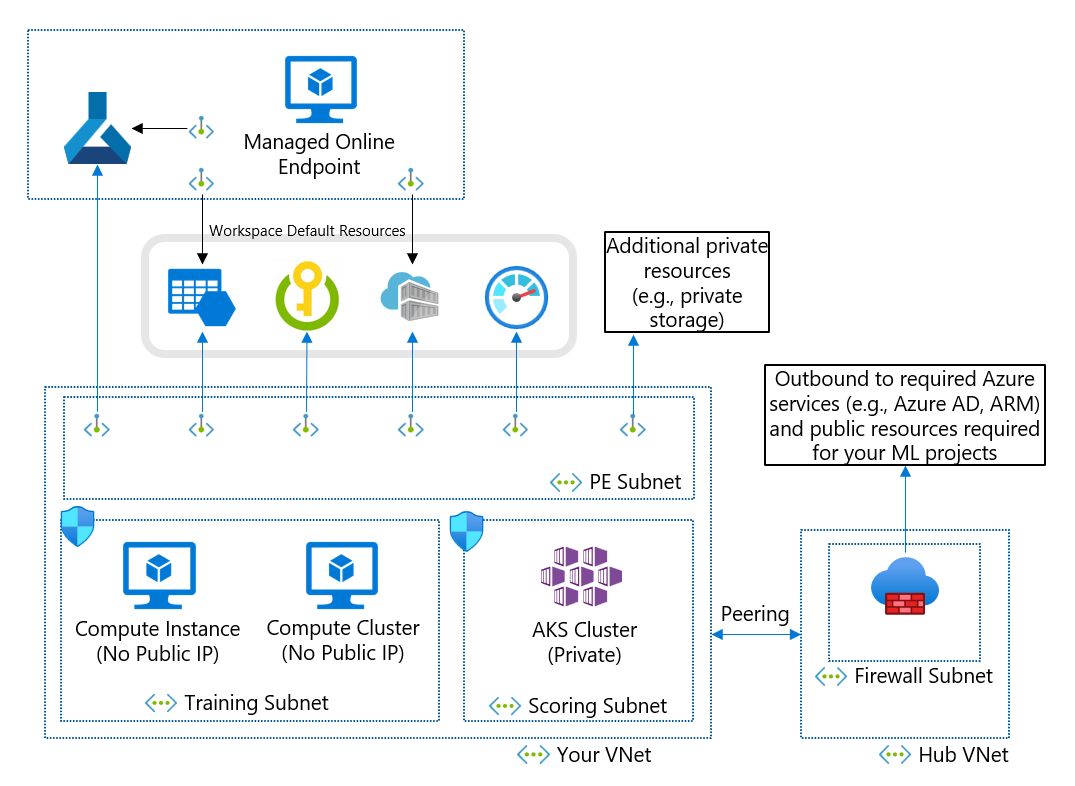 Managed Online
Endpoint
Workspace Default Resources
Additional private
resources
(e.g., private
storage)
Outbound to required Azure
services (e.g., Azure AD, ARM)
and public resources required
for your ML projects
PE Subnet
Compute Instance
(No Public IP)
Compute Cluster
(No Public IP)
Training Subnet
AKS Cluster
(Private)
Scoring Subnet
Your VNet
Peering
Firewall Subnet
Hub VNet